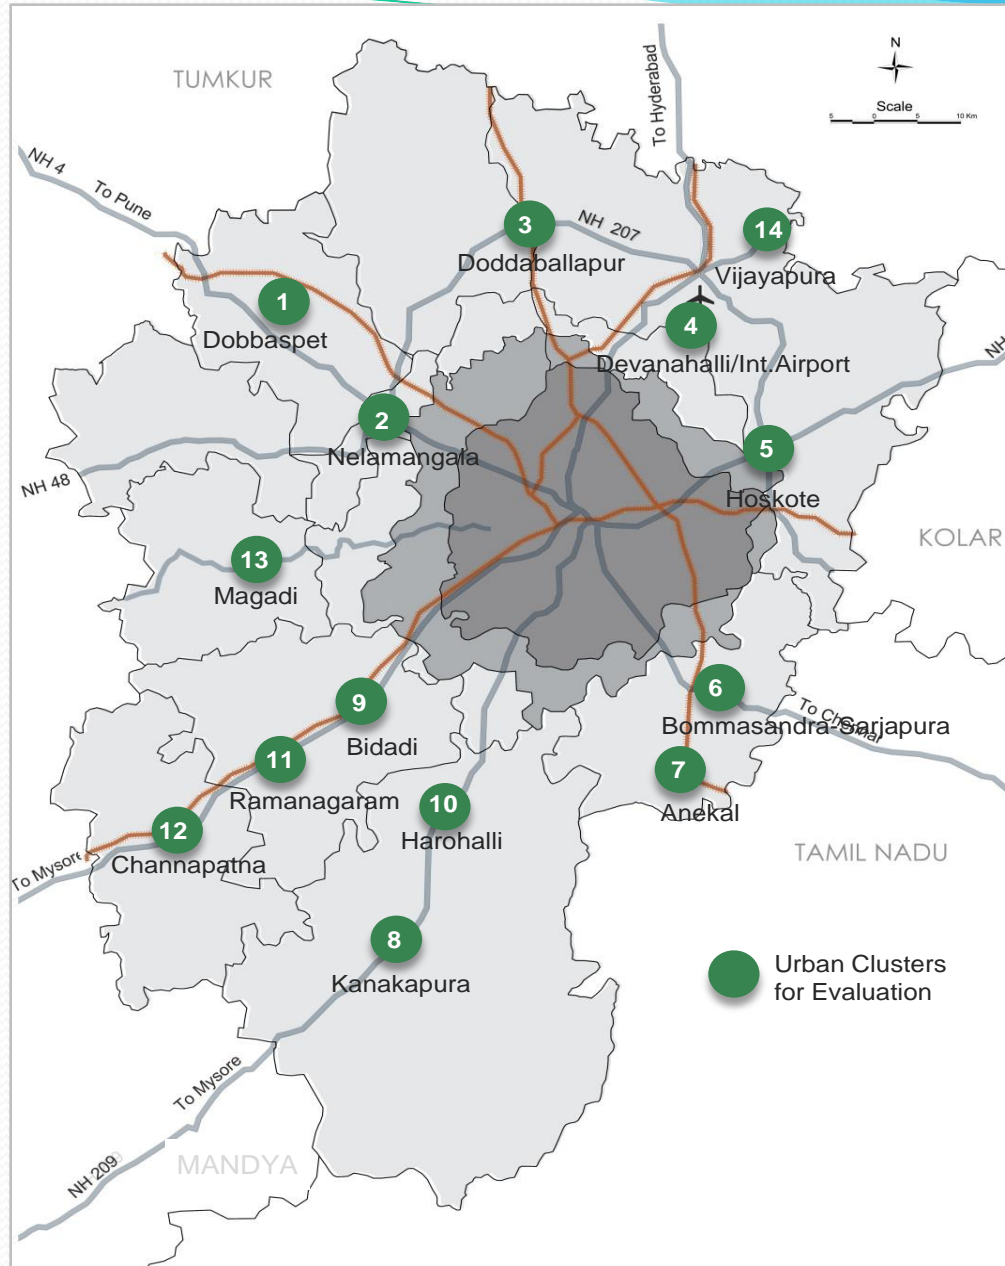 TUMKUR
N
Scale
5 0 5 10 Km
To Hyderabad
NH 4
To Pune
3
NH 207
14
Doddaballapur
Vijayapura
1
4
Dobbaspet
Devanahalli/Int.Airport
NH
2
5
Nelamangala
NH 48
Hoskote
KOLAR
13
Magadi
9
6
To Chennai
Bidadi
Bommasandra-Sarjapura
11
7
Ramanagaram
10
Anekal
12
Harohalli
Channapatna
To Mysore
TAMIL NADU
8
Kanakapura
Urban Clusters
for Evaluation
To Mysore
MANDYA
NH 209